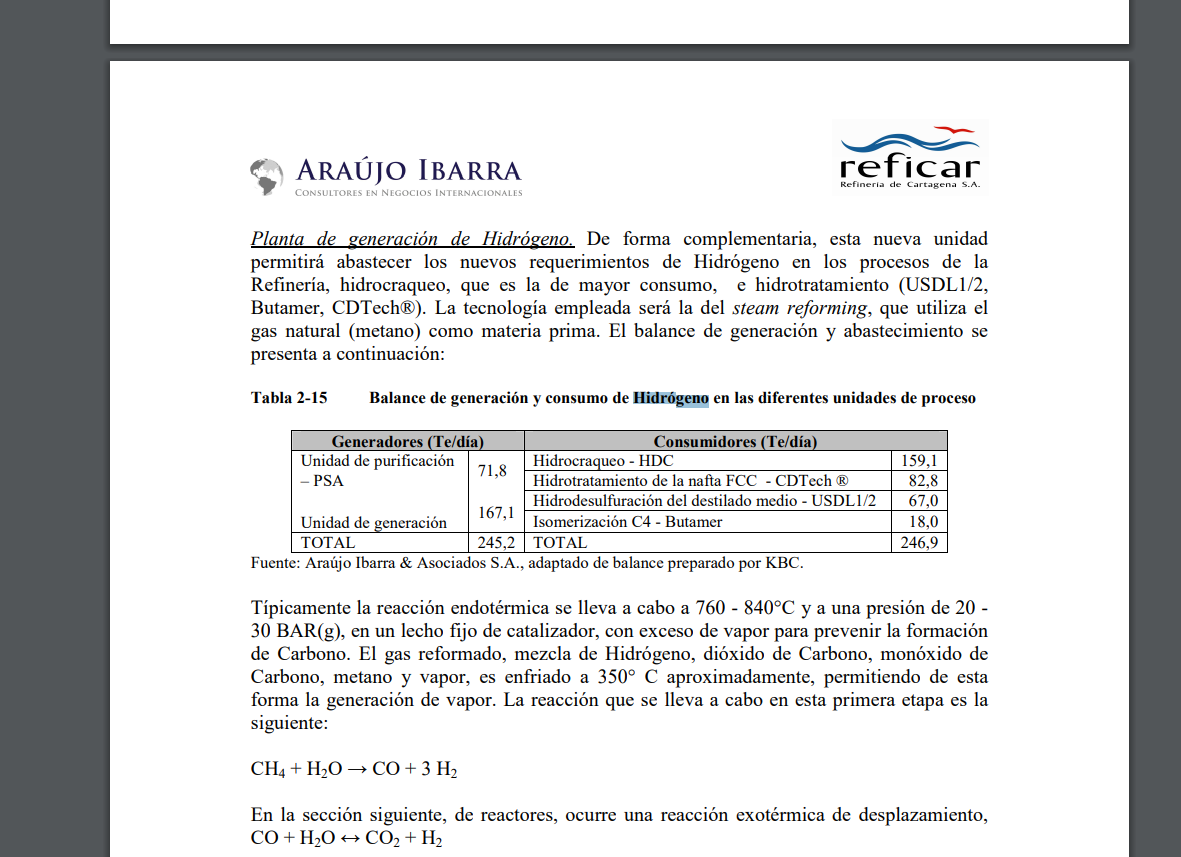 ARAÚJO IBARRA
CONSULTORES EN NEGOCIOS INTERNACIONALES
reficar
Refinería de Cartagena S.A.
Planta de generación de Hidrógeno. De forma complementaria, esta nueva unidad
permitirá abastecer los nuevos requerimientos de Hidrógeno en los procesos de la
Refinería, hidrocraqueo, que es la de mayor consumo, e hidrotratamiento (USDL1/2,
Butamer, CDTech®). La tecnología empleada será la del steam reforming, que utiliza el
gas natural (metano) como materia prima. El balance de generación y abastecimiento se
presenta a continuación:
Tabla 2-15 Balance de generación y consumo de Hidrógeno en las diferentes unidades de proceso
Generadores (Te/día) Consumidores (Te/día)
Unidad de purificación – PSA 71,8 Hidrocraqueo - HDC 159,1
Hidrotratamiento de la nafta FCC - CDTech ® 82,8
Hidrodesulfuración del destilado medio - USDL1/2 67,0
Unidad de generación 167,1 Isomerización C4 - Butamer 18,0
TOTAL 245,2 TOTAL 246,9
Fuente: Araújo Ibarra & Asociados S.A., adaptado de balance preparado por KBC.
Típicamente la reacción endotérmica se lleva a cabo a 760 - 840°C y a una presión de 20 -
30 BAR(g), en un lecho fijo de catalizador, con exceso de vapor para prevenir la formación
de Carbono. El gas reformado, mezcla de Hidrógeno, dióxido de Carbono, monóxido de
Carbono, metano y vapor, es enfriado a 350° C aproximadamente, permitiendo de esta
forma la generación de vapor. La reacción que se lleva a cabo en esta primera etapa es la
siguiente:
CH₄ + H₂O → CO + 3 H₂
En la sección siguiente, de reactores, ocurre una reacción exotérmica de desplazamiento,
CO + H₂O ↔ CO₂ + H₂